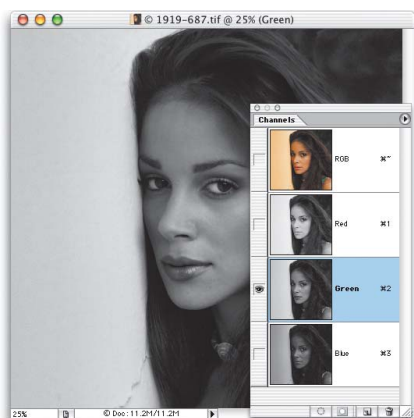 © 1919-687.tif @ 25% (Green)
Channels
RGB ⌘~
Red ⌘1
Green ⌘2
Blue ⌘3
25% © Doc: 11.2M/11.2M